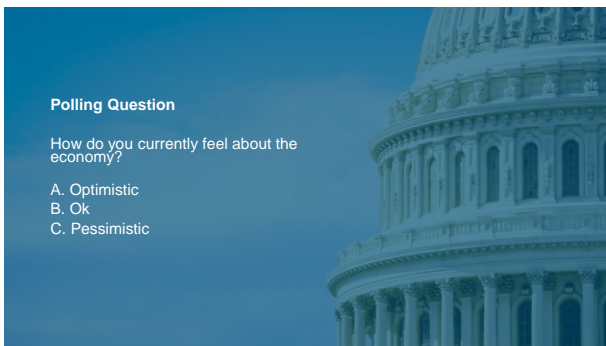 Polling Question
How do you currently feel about the
economy?
A. Optimistic
B. Ok
C. Pessimistic